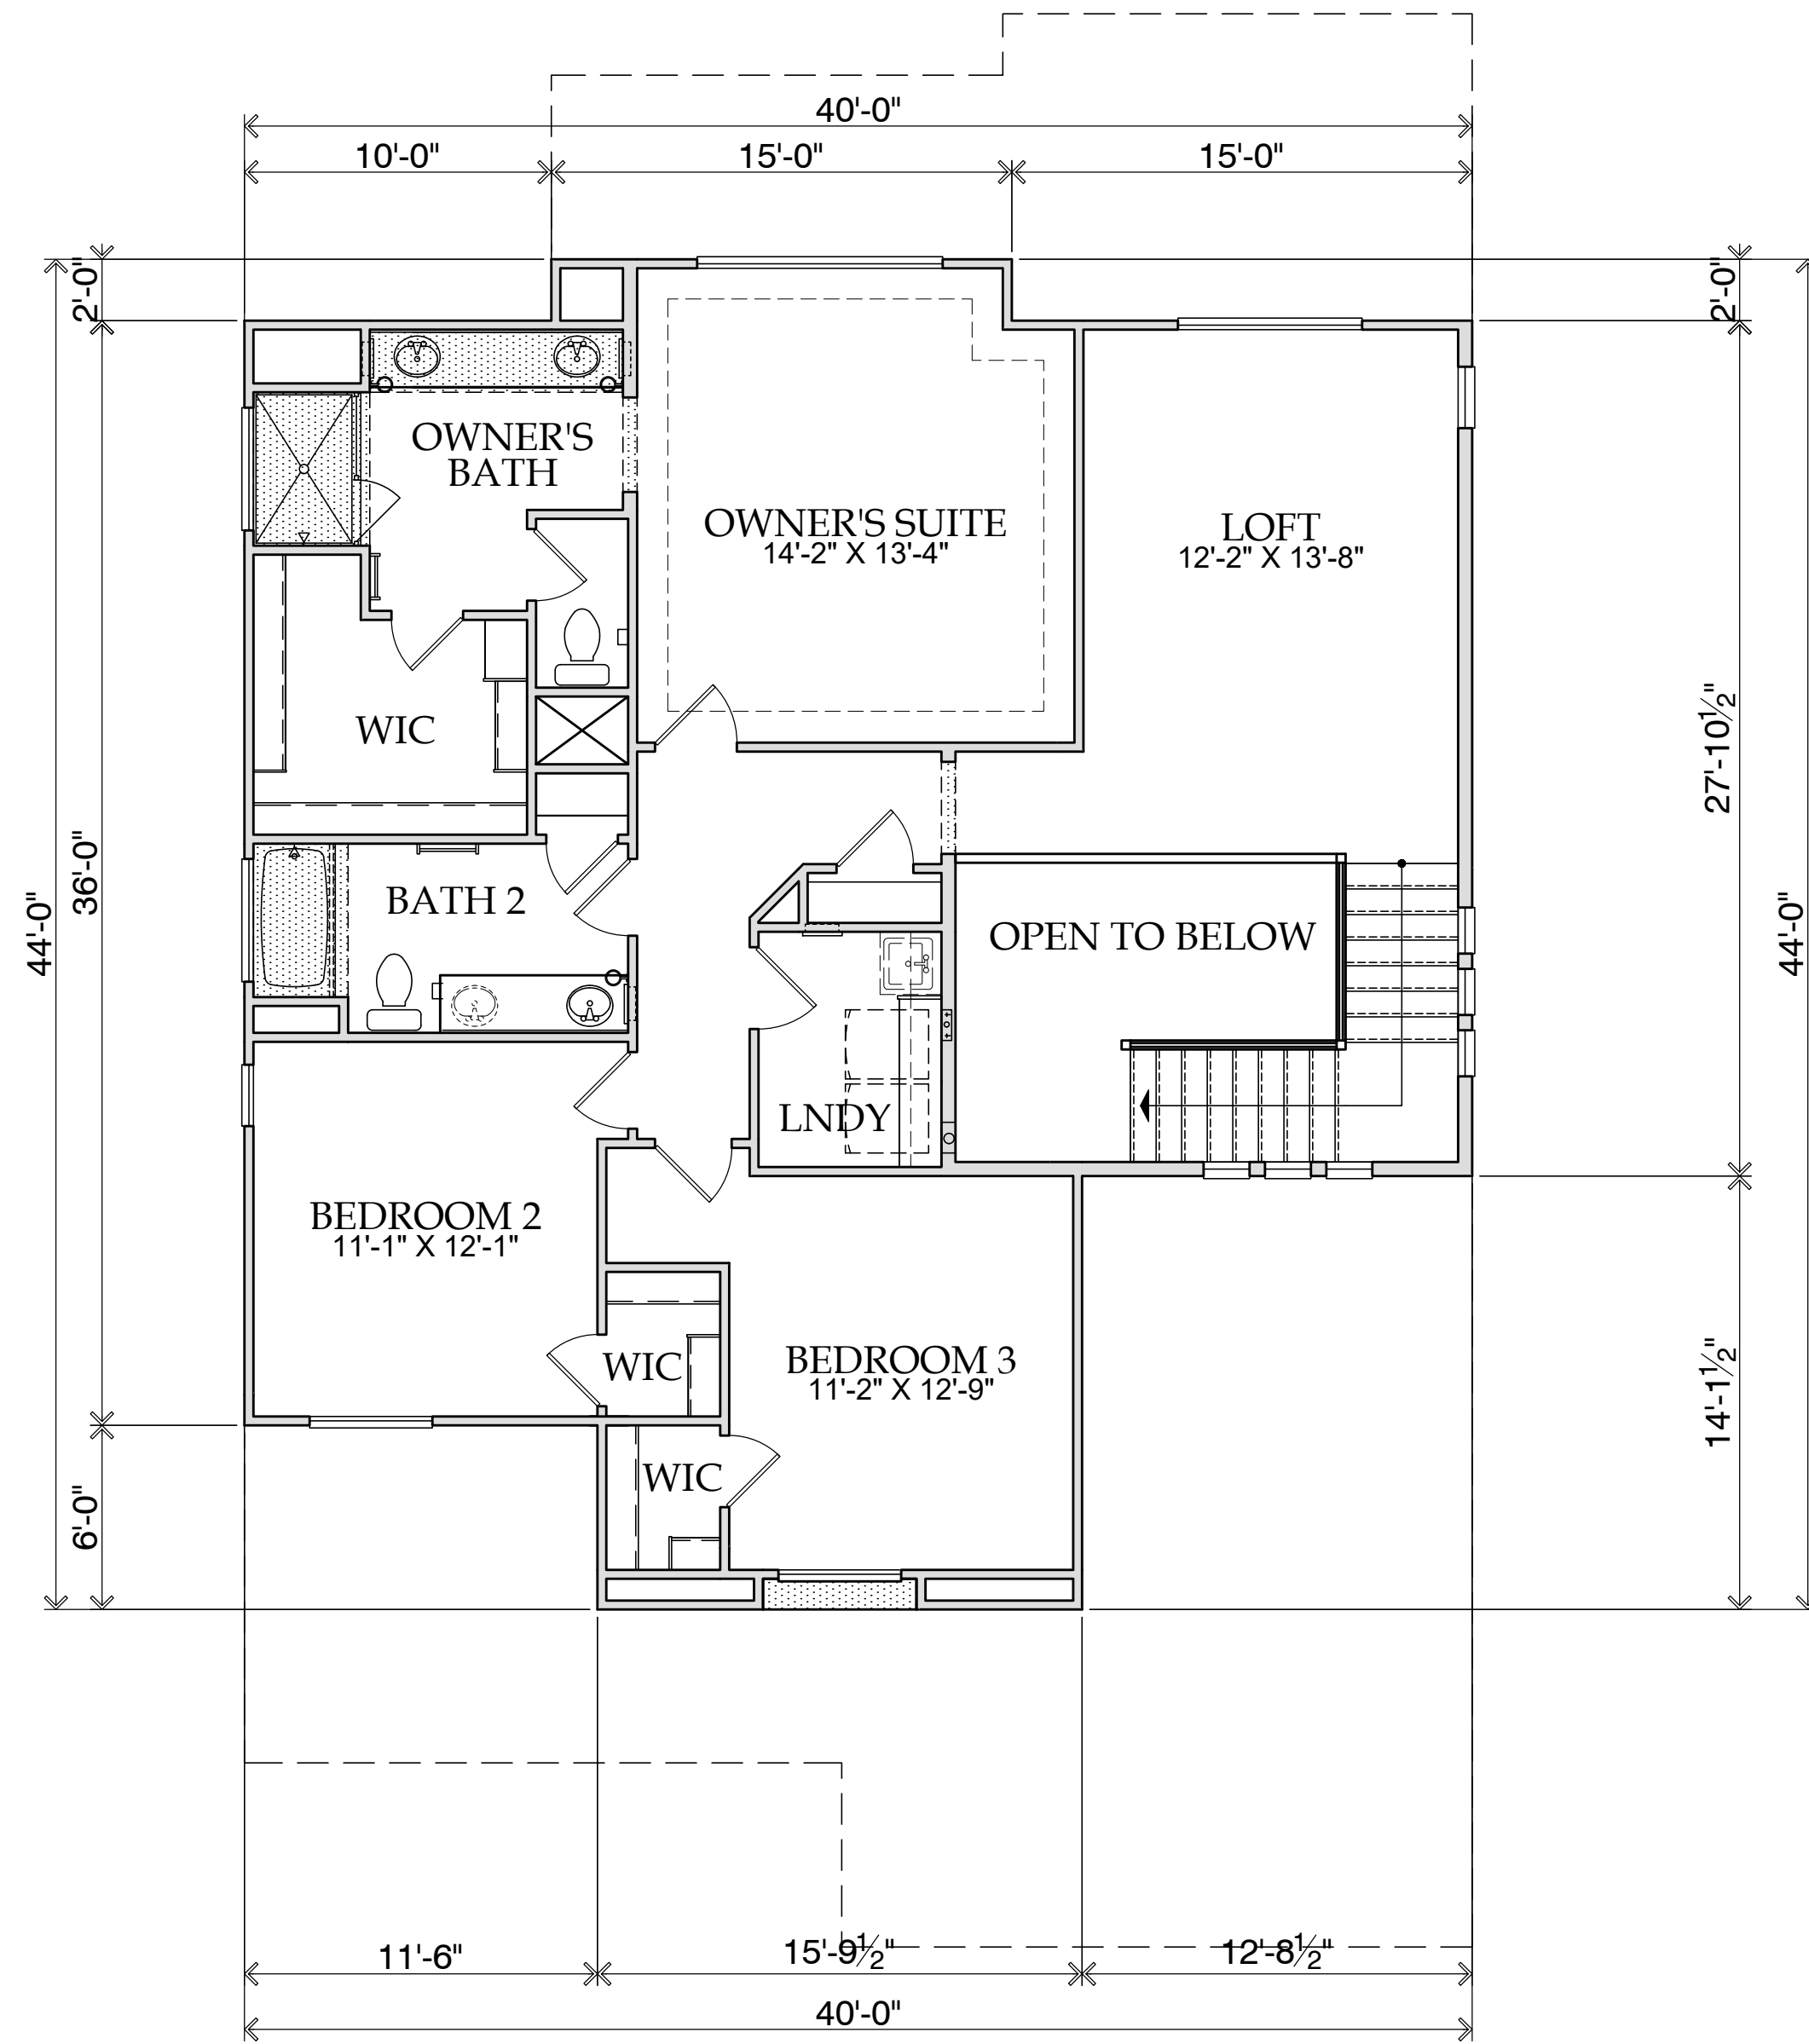 40'-0"
10'-0"
15'-0"
15'-0"
2'-0"
2'-0"
OWNER'S
BATH
OWNER'S SUITE
14'-2" X 13'-4"
LOFT
12'-2" X 13'-8"
WIC
27'-10½"
36'-0"
44'-0"
BATH 2
OPEN TO BELOW
44'-0"
LNDY
BEDROOM 2
11'-1" X 12'-1"
WIC
BEDROOM 3
11'-2" X 12'-9"
14'-1½"
WIC
6'-0"
11'-6"
15'-9½"
12'-8½"
40'-0"